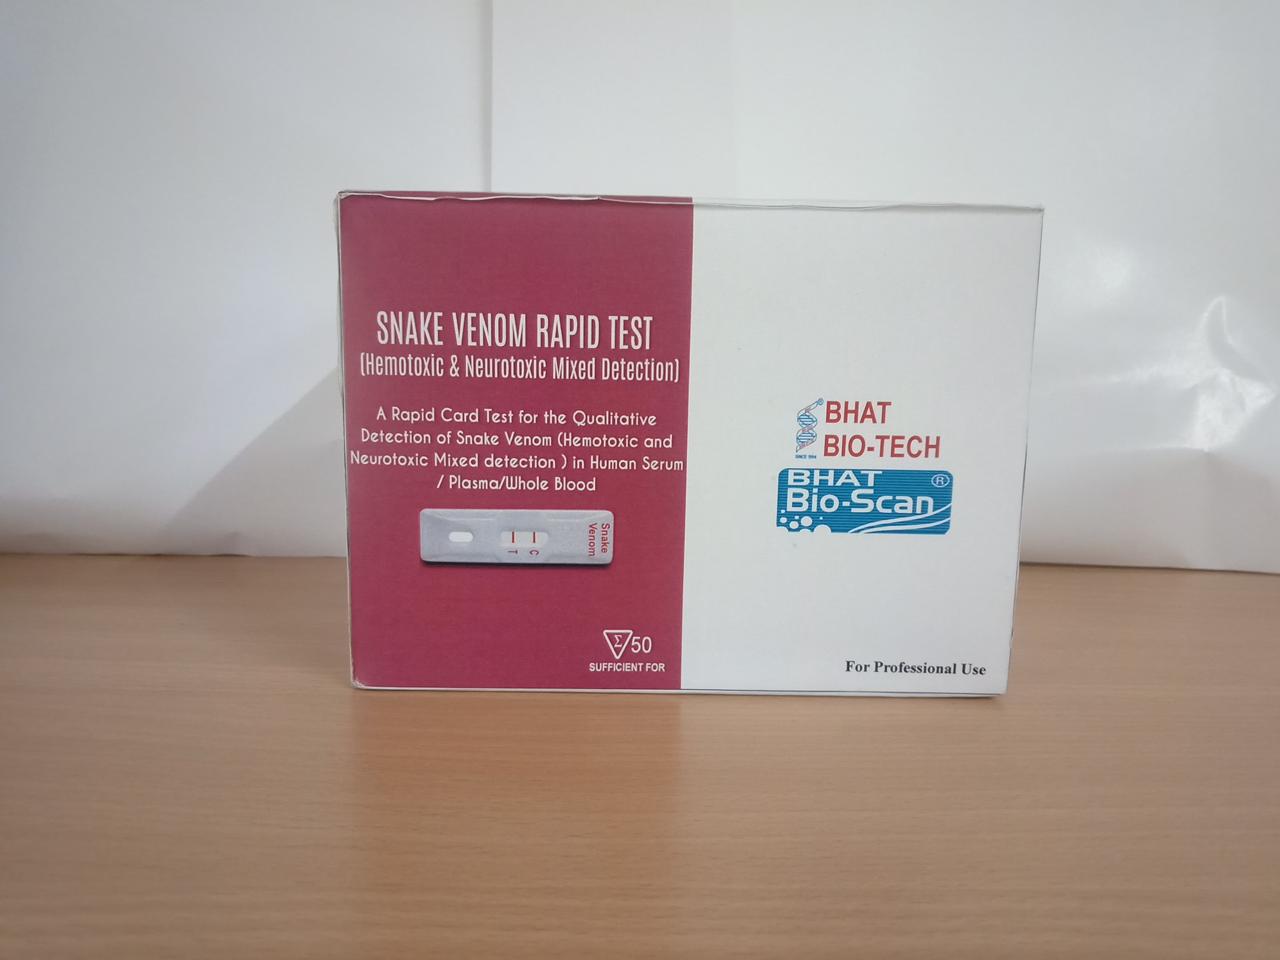 SNAKE VENOM RAPID TEST
(Hemotoxic & Neurotoxic Mixed Detection)
A Rapid Card Test for the Qualitative
Detection of Snake Venom (Hemotoxic and
Neurotoxic Mixed detection ) in Human Serum
/ Plasma/Whole Blood
Snake
Venom
T C
Σ 50
SUFFICIENT FOR
BHAT
BIO-TECH
SINCE 1994
BHAT ®
Bio-Scan
For Professional Use